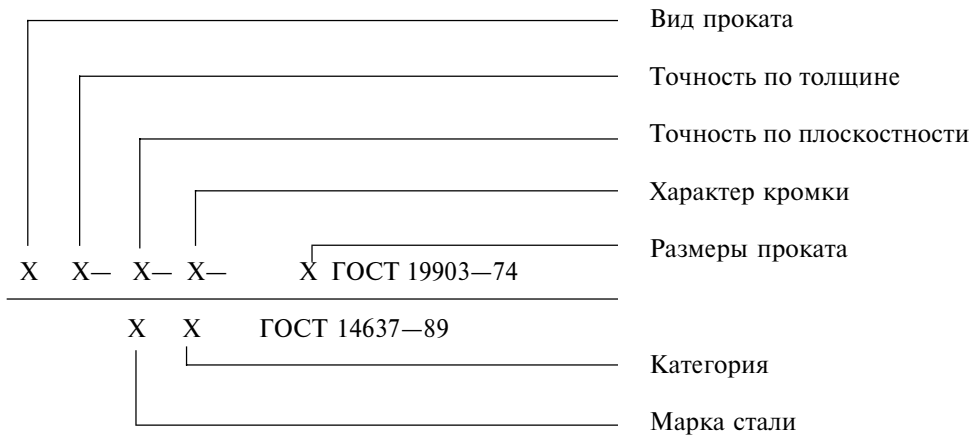 Вид проката
Точность по толщине
Точность по плоскостности
Характер кромки
Размеры проката
Х Х— Х— Х— Х ГОСТ 19903—74
Х Х ГОСТ 14637—89
Категория
Марка стали